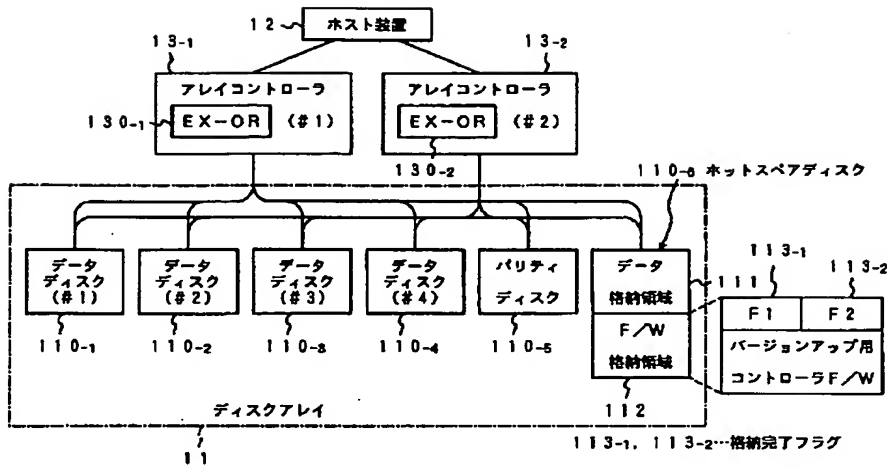 12
ホスト装置
13-1
13-2
アレイコントローラ
EX-OR (#1)
130-1
アレイコントローラ
EX-OR (#2)
130-2
110-6 ホットスペアディスク
データ
ディスク
(#1)
データ
ディスク
(#2)
データ
ディスク
(#3)
データ
ディスク
(#4)
パリティ
ディスク
データ
格納領域
F/W
格納領域
110-1
110-2
110-3
110-4
110-5
111
112
113-1
113-2
F1
F2
バージョンアップ用
コントローラF/W
ディスクアレイ
11
113-1, 113-2…格納完了フラグ